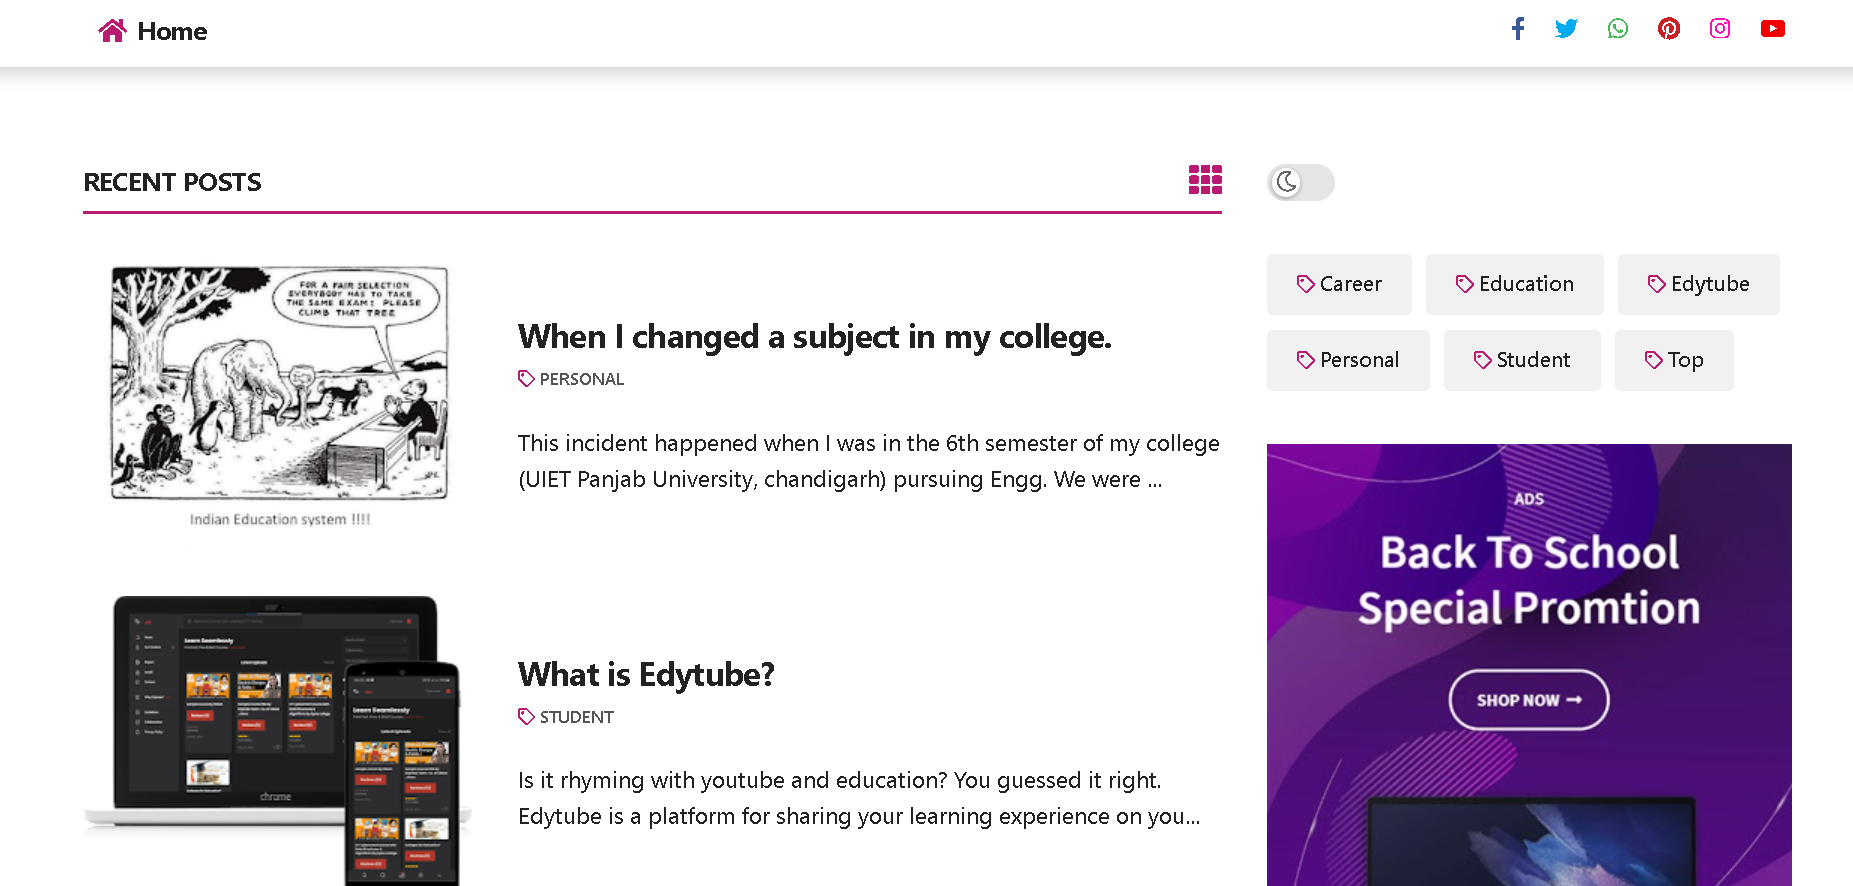 Home
RECENT POSTS
FOR A FAIR SELECTION
EVERYBODY HAS TO TAKE
THE SAME EXAM: PLEASE
CLIMB THAT TREE
Indian Education system !!!!
When I changed a subject in my college.
PERSONAL
This incident happened when I was in the 6th semester of my college
(UIET Panjab University, chandigarh) pursuing Engg. We were ...
Learn Seamlessly
chrome
Learn Seamlessly
What is Edytube?
STUDENT
Is it rhyming with youtube and education? You guessed it right.
Edytube is a platform for sharing your learning experience on you...
Career
Education
Edytube
Personal
Student
Top
ADS
Back To School
Special Promtion
SHOP NOW